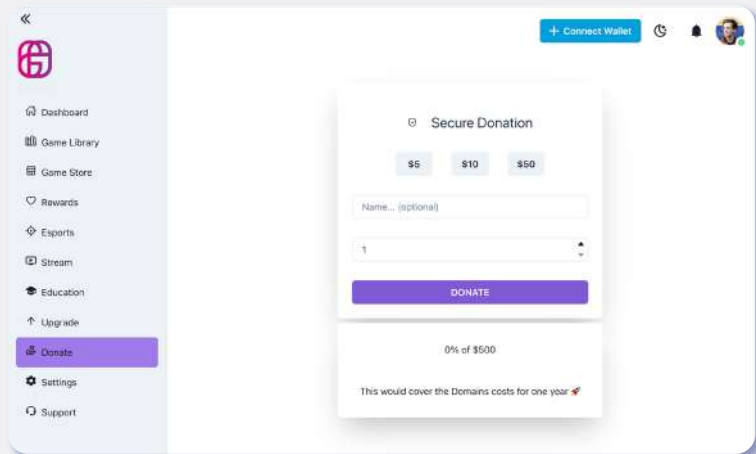 + Connect Wallet
Dashboard
Game Library
Game Store
Rewards
Esports
Stream
Education
Upgrade
Donate
Settings
Support
Secure Donation
$5 $10 $50
Name... (optional)
1
DONATE
0% of $500
This would cover the Domains costs for one year 🚀